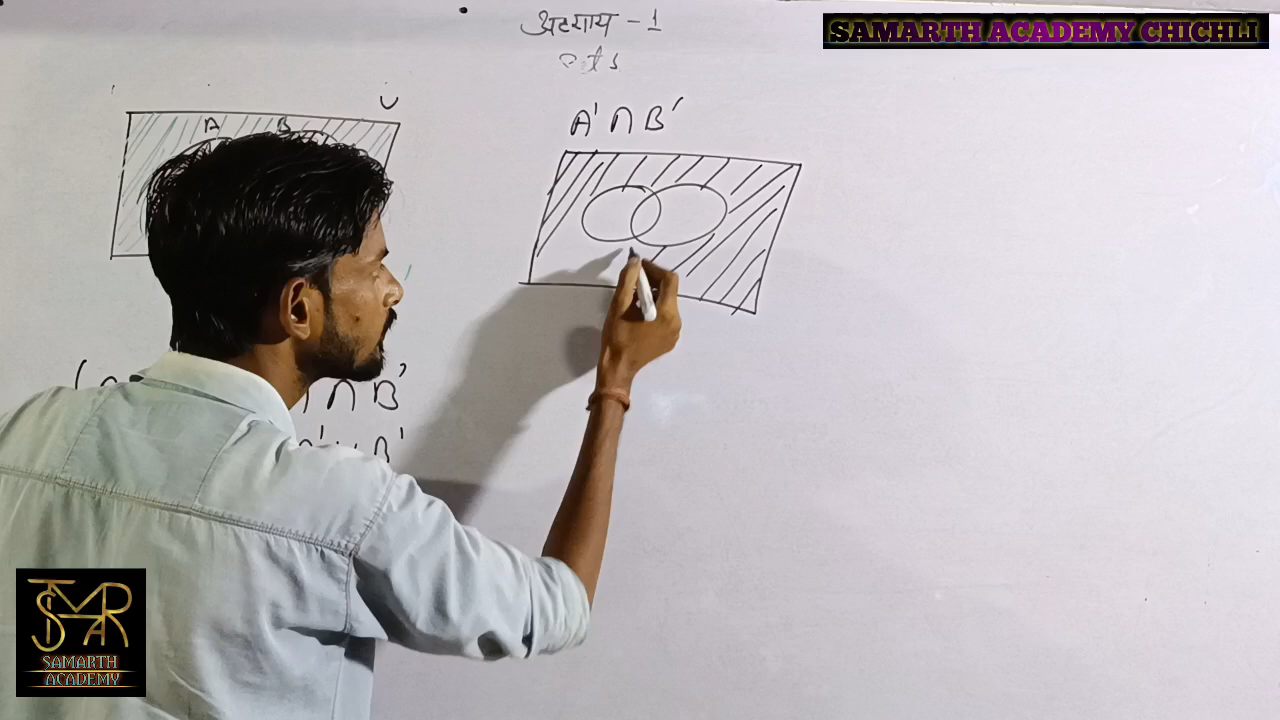 अध्याय - 1
Sets
SAMARTH ACADEMY CHICHLI
U
A B
A' ∩ B'
∩ B'
B'
SAMARTH
ACADEMY